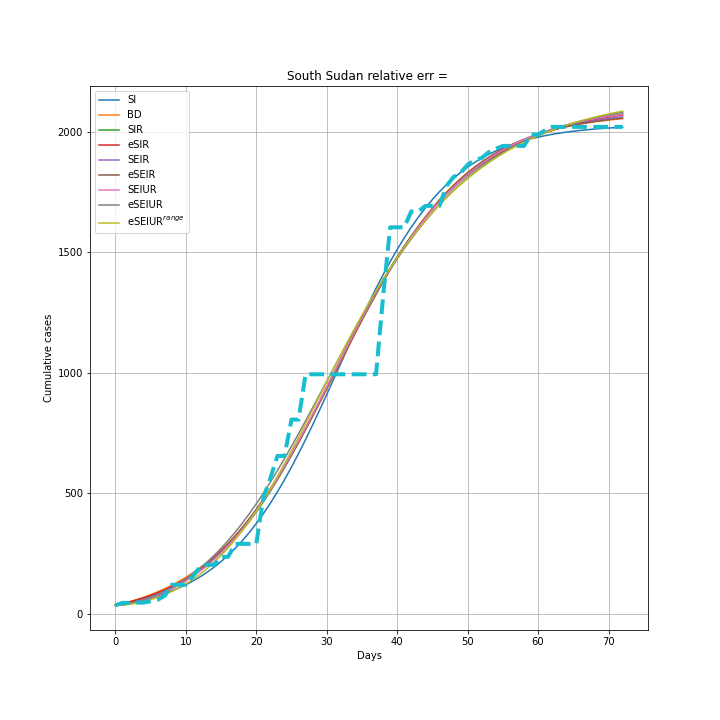 South Sudan relative err =
SI
BD
SIR
eSIR
SEIR
eSEIR
SEIUR
eSEIUR
eSEIUR^range
2000
1500
1000
500
0
Cumulative cases
0 10 20 30 40 50 60 70
Days